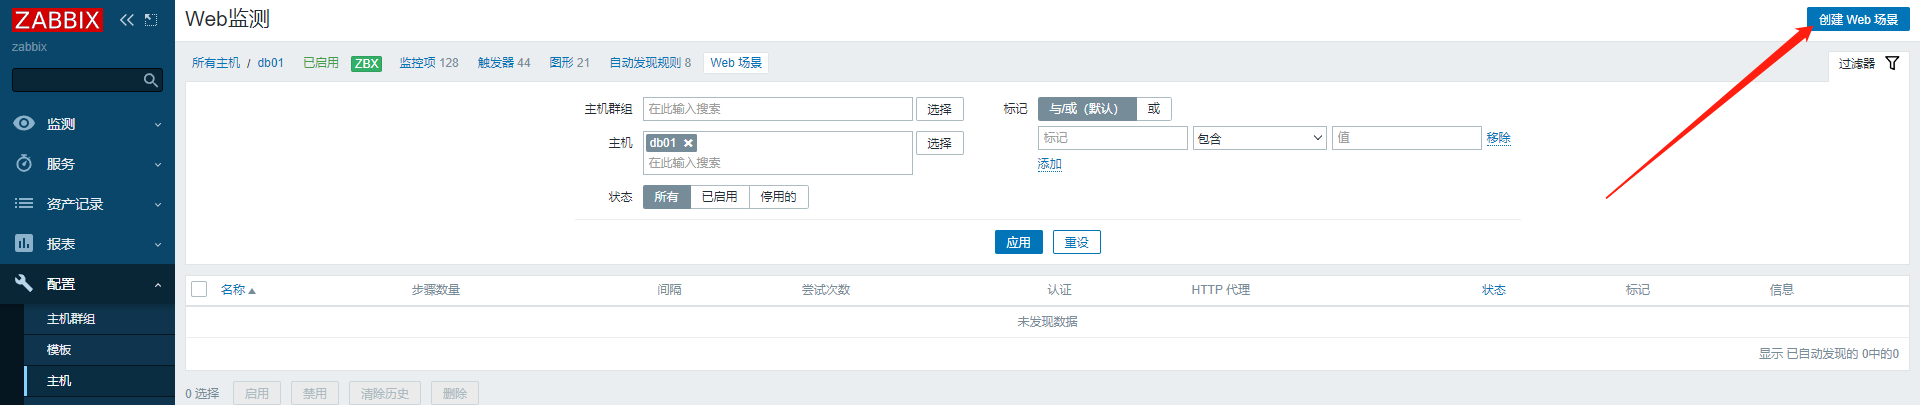 ZABBIX
zabbix
监测
服务
资产记录
报表
配置
主机群组
模板
主机
Web监测
创建 Web 场景
所有主机 / db01 已启用 ZBX 监控项 128 触发器 44 图形 21 自动发现规则 8 Web 场景
过滤器
主机群组 在此输入搜索 选择
标记 与/或（默认） 或
主机 db01 选择
在此输入搜索
标记 包含 值 移除
添加
状态 所有 已启用 停用的
应用 重设
名称 步骤数量 间隔 尝试次数 认证 HTTP 代理 状态 标记 信息
未发现数据
显示 已自动发现的 0中的0
0 选择 启用 禁用 清除历史 删除